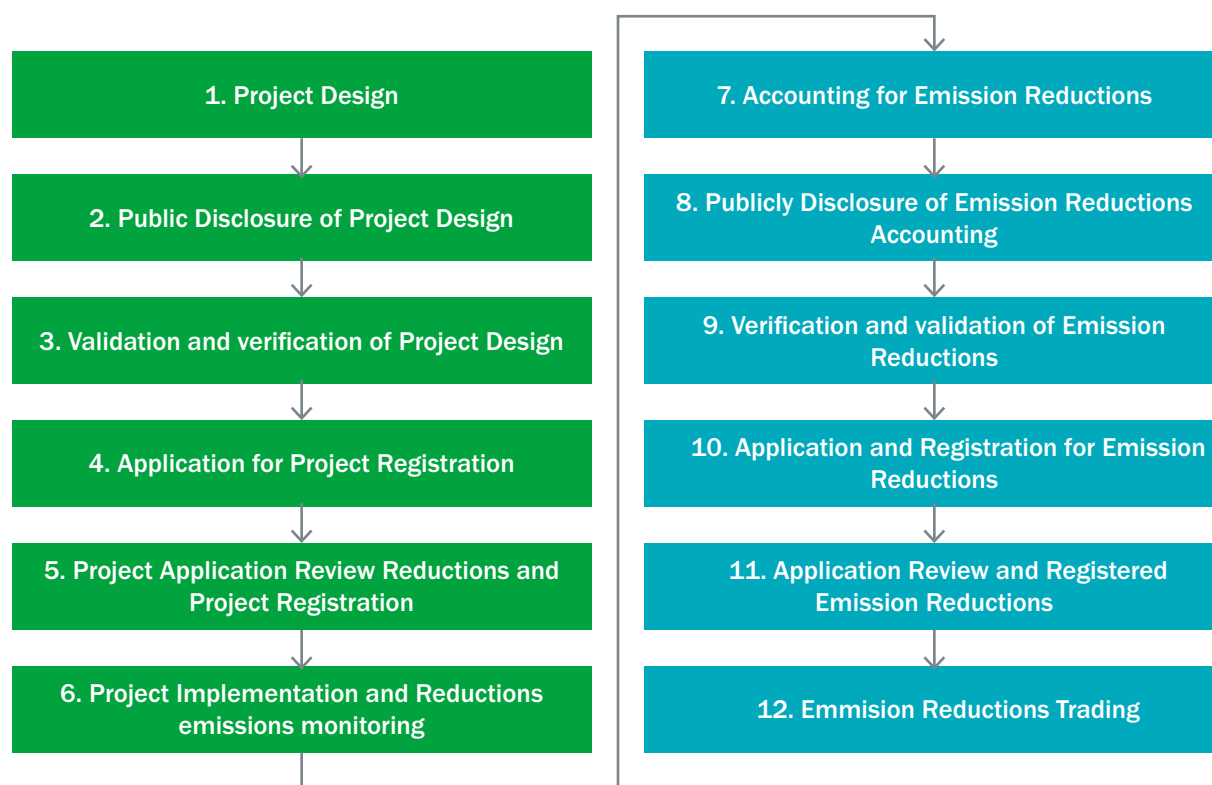 1. Project Design
2. Public Disclosure of Project Design
3. Validation and verification of Project Design
4. Application for Project Registration
5. Project Application Review Reductions and
Project Registration
6. Project Implementation and Reductions
emissions monitoring
7. Accounting for Emission Reductions
8. Publicly Disclosure of Emission Reductions
Accounting
9. Verification and validation of Emission
Reductions
10. Application and Registration for Emission
Reductions
11. Application Review and Registered
Emission Reductions
12. Emmision Reductions Trading